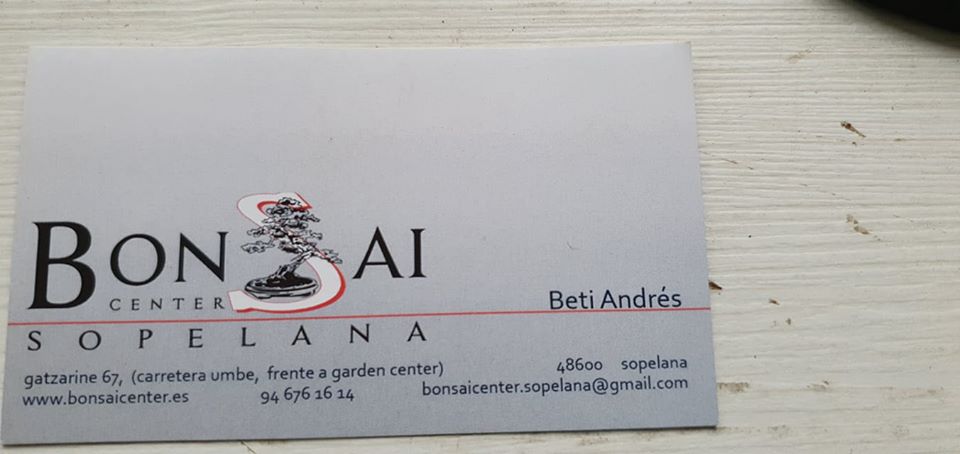 BONSAI
CENTER
SOPELANA
Beti Andrés
gatzarine 67, (carretera umbe, frente a garden center)
48600 sopelana
www.bonsaicenter.es 94 676 16 14 bonsaicenter.sopelana@gmail.com